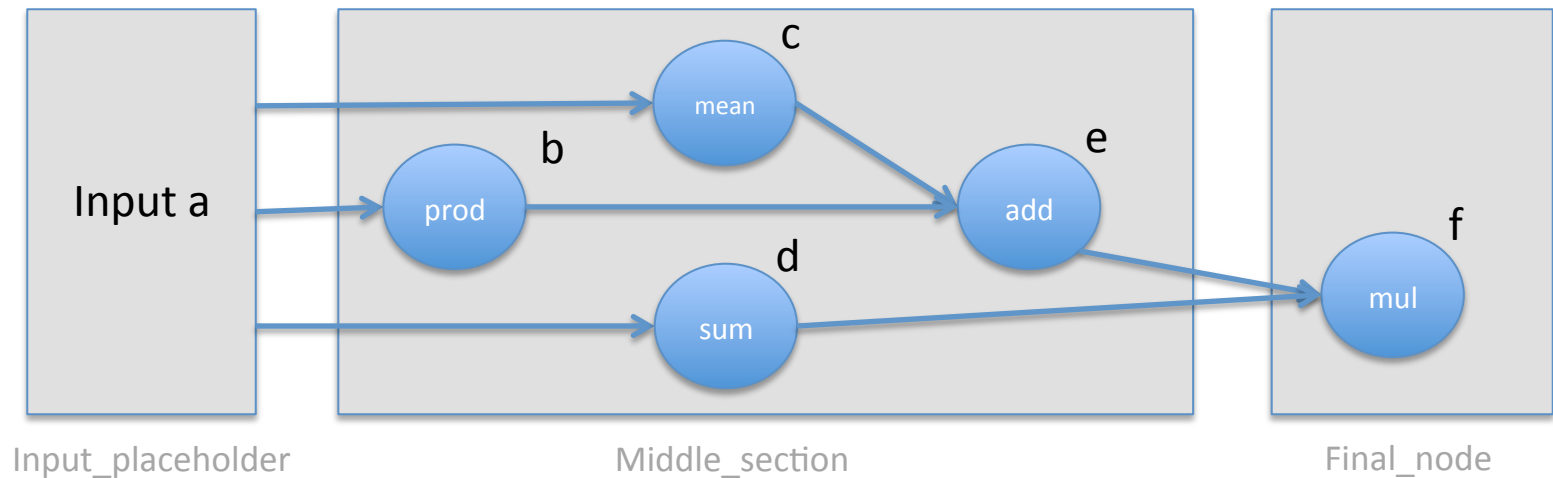 c
mean
b
e
Input a
prod
add
f
d
mul
sum
Input_placeholder
Middle_section
Final_node